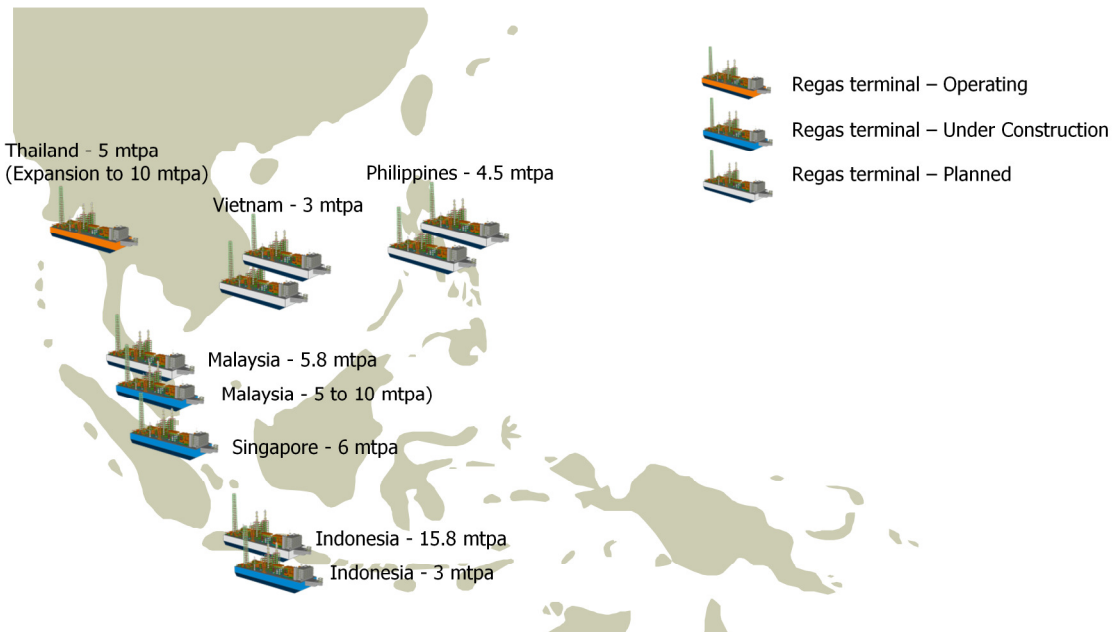 Regas terminal – Operating
Regas terminal – Under Construction
Regas terminal – Planned
Thailand - 5 mtpa
(Expansion to 10 mtpa)
Philippines - 4.5 mtpa
Vietnam - 3 mtpa
Malaysia - 5.8 mtpa
Malaysia - 5 to 10 mtpa)
Singapore - 6 mtpa
Indonesia - 15.8 mtpa
Indonesia - 3 mtpa